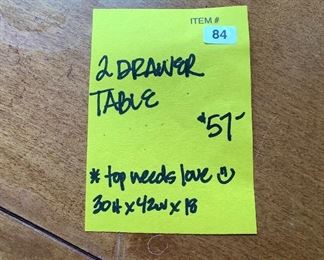 ITEM #
84
2 DRAWER
TABLE
$57-
* top needs love
30H x 42W x 18